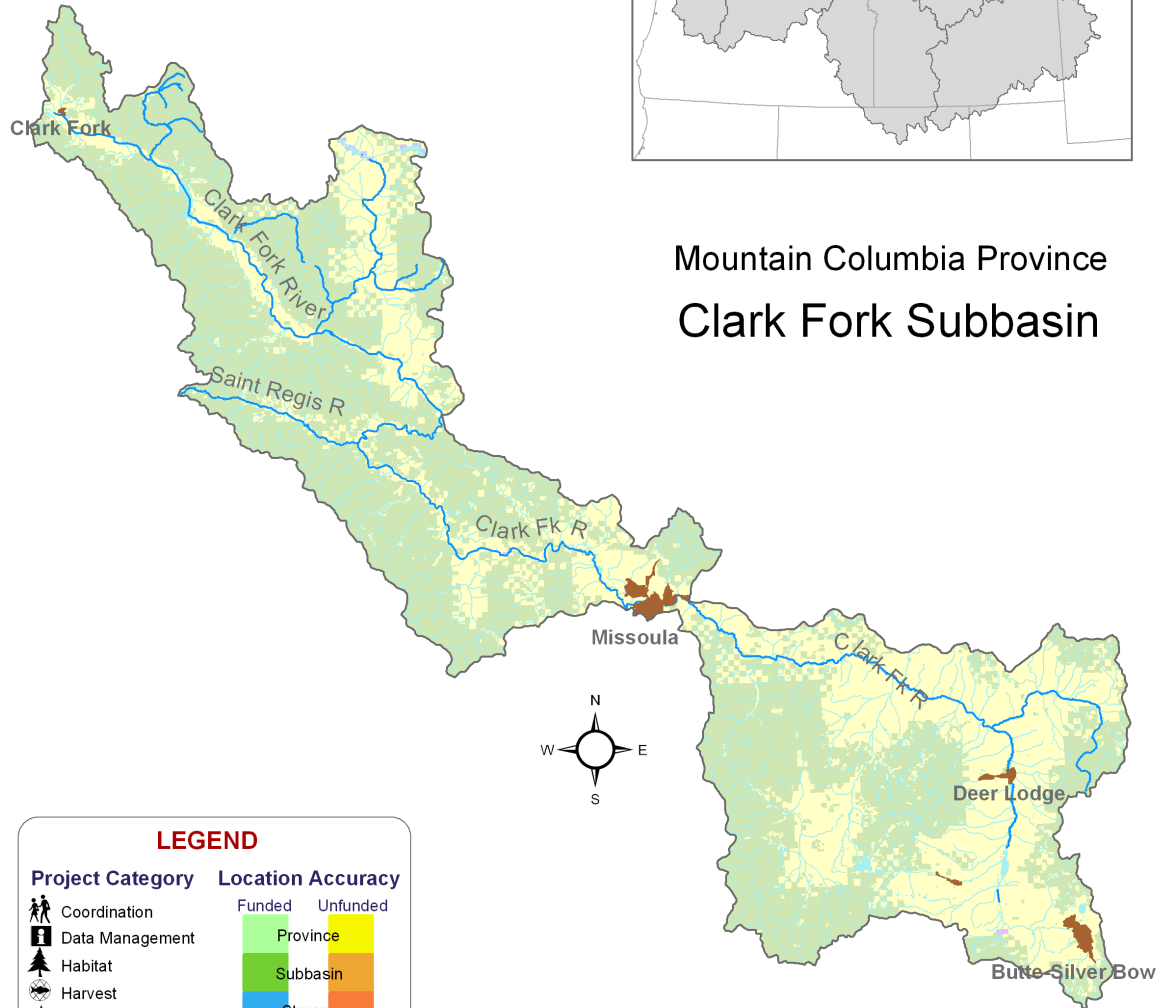 Clark Fork
Clark Fork River
Mountain Columbia Province
Clark Fork Subbasin
Saint Regis R
Clark Fk R
Missoula
Clark Fk R
N
W
E
S
Deer Lodge
Butte-Silver Bow
LEGEND
Project Category
Location Accuracy
Funded
Unfunded
Coordination
Province
Data Management
Habitat
Subbasin
Harvest